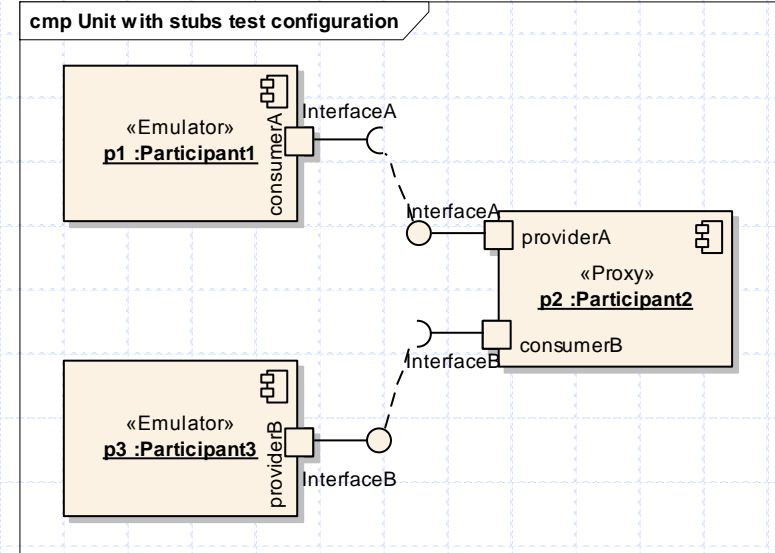 cmp Unit with stubs test configuration
«Emulator»
p1 :Participant1
consumerA
InterfaceA
InterfaceA
providerA
«Proxy»
p2 :Participant2
consumerB
InterfaceB
«Emulator»
p3 :Participant3
providerB
InterfaceB